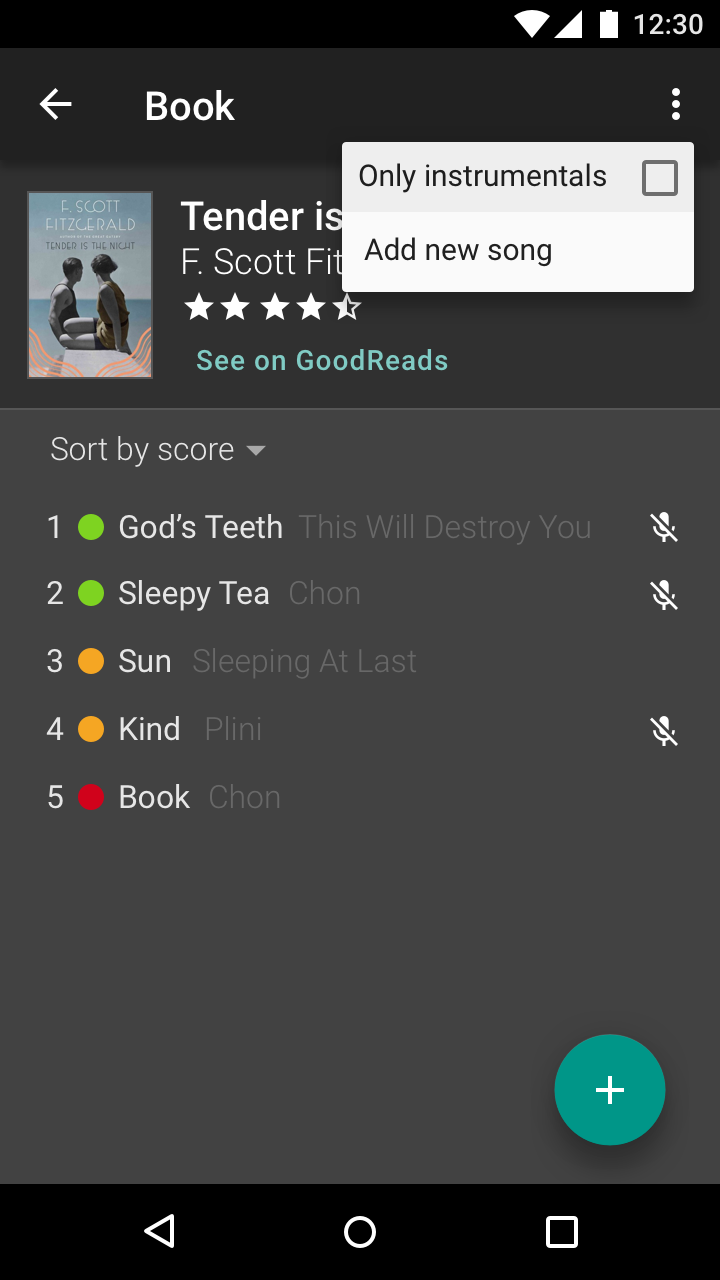 12:30
Book
Only instrumentals
Add new song
F. SCOTT
FITZGERALD
TENDER IS THE NIGHT
Tender is
F. Scott Fit
See on GoodReads
Sort by score
1 God’s Teeth This Will Destroy You
2 Sleepy Tea Chon
3 Sun Sleeping At Last
4 Kind Plini
5 Book Chon